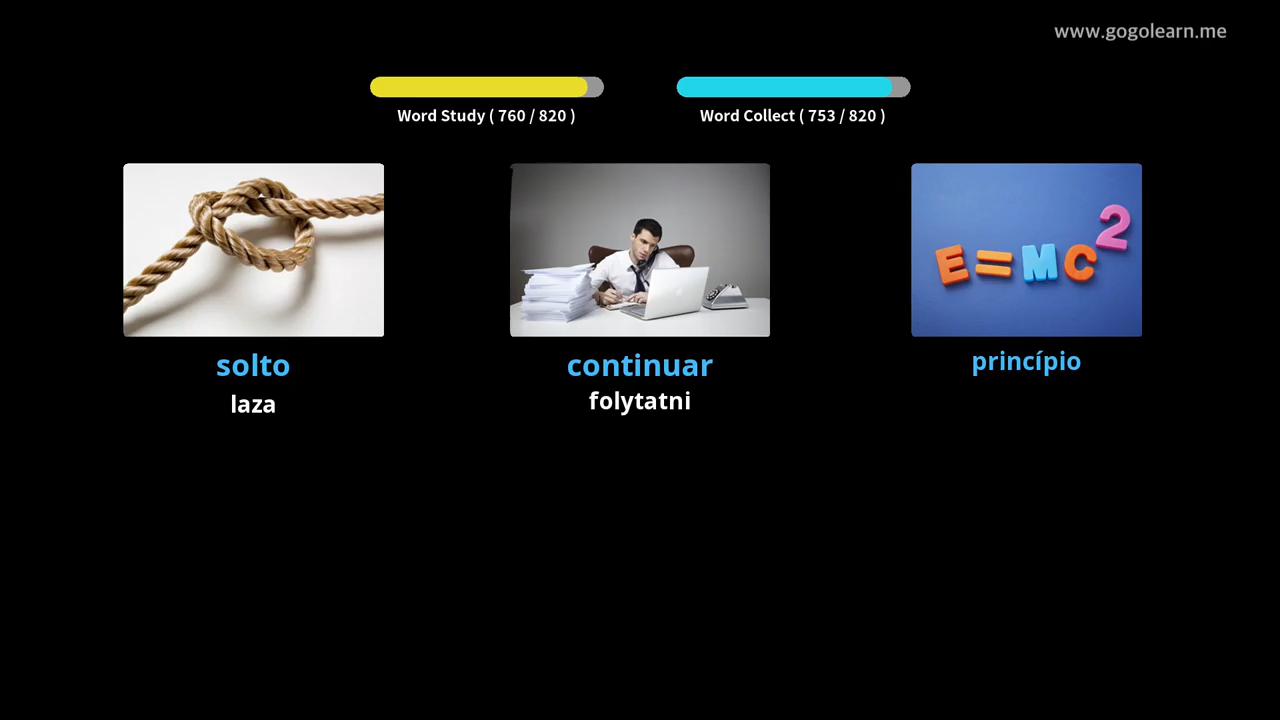 www.gogolearn.me
Word Study ( 760 / 820 )
Word Collect ( 753 / 820 )
E=MC2
solto
continuar
princípio
laza
folytatni